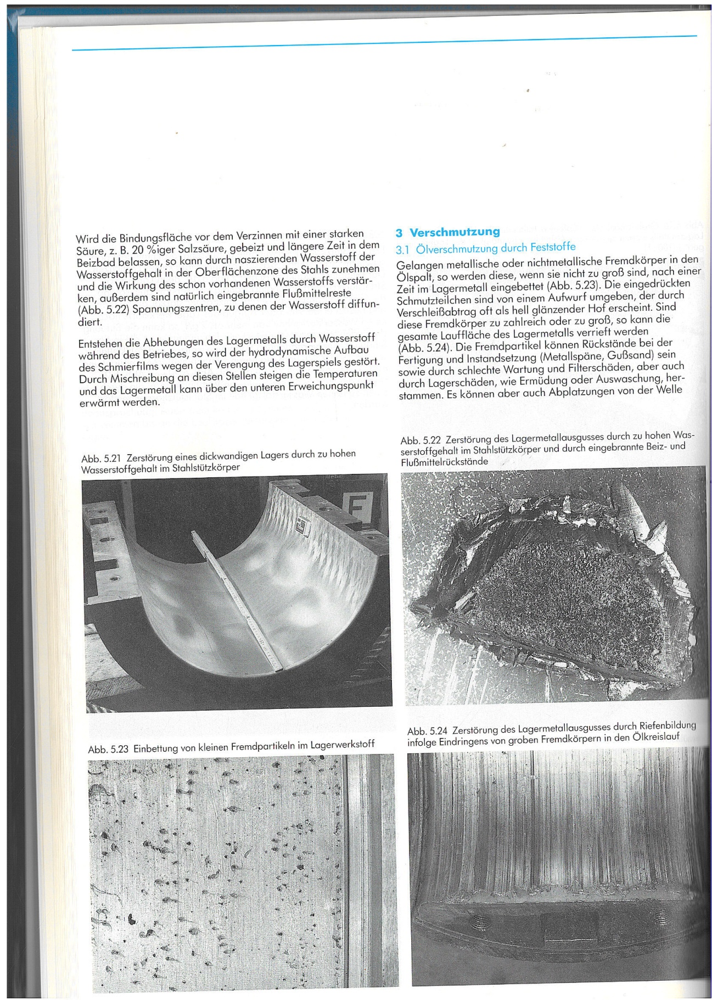 Wird die Bindungsfläche vor dem Verzinnen mit einer starken
Säure, z. B. 20 %iger Salzsäure, gebeizt und längere Zeit in dem
Beizbad belassen, so kann durch naszierenden Wasserstoff der
Wasserstoffgehalt in der Oberflächenzone des Stahls zunehmen
und die Wirkung des schon vorhandenen Wasserstoffs verstär-
ken, außerdem sind natürlich eingebrannte Flußmittelreste
(Abb. 5.22) Spannungszentren, zu denen der Wasserstoff diffun-
diert.
Entstehen die Abhebungen des Lagermetalls durch Wasserstoff
während des Betriebes, so wird der hydrodynamische Aufbau
des Schmierfilms wegen der Verengung des Lagerspiels gestört.
Durch Mischreibung an diesen Stellen steigen die Temperaturen
und das Lagermetall kann über den unteren Erweichungspunkt
erwärmt werden.
3 Verschmutzung
3.1 Ölverschmutzung durch Feststoffe
Gelangen metallische oder nichtmetallische Fremdkörper in den
Ölspalt, so werden diese, wenn sie nicht zu groß sind, nach einer
Zeit im Lagermetall eingebettet (Abb. 5.23). Die eingedrückten
Schmutzteilchen sind von einem Aufwurf umgeben, der durch
Verschleißabtrag oft als hell glänzender Hof erscheint. Sind
diese Fremdkörper zu zahlreich oder zu groß, so kann die
gesamte Lauffläche des Lagermetalls verrieft werden
(Abb. 5.24). Die Fremdpartikel können Rückstände bei der
Fertigung und Instandsetzung (Metallspäne, Gußsand) sein
sowie durch schlechte Wartung und Filterschäden, aber auch
durch Lagerschäden, wie Ermüdung oder Auswaschung, her-
stammen. Es können aber auch Abplatzungen von der Welle
Abb. 5.21 Zerstörung eines dickwandigen Lagers durch zu hohen
Wasserstoffgehalt im Stahlstützkörper
Abb. 5.22 Zerstörung des Lagermetallausgusses durch zu hohen Was-
serstoffgehalt im Stahlstützkörper und durch eingebrannte Beiz- und
Flußmittelrückstände
F
Abb. 5.23 Einbettung von kleinen Fremdpartikeln im Lagerwerkstoff
Abb. 5.24 Zerstörung des Lagermetallausgusses durch Riefenbildung
infolge Eindringens von groben Fremdkörpern in den Ölkreislauf